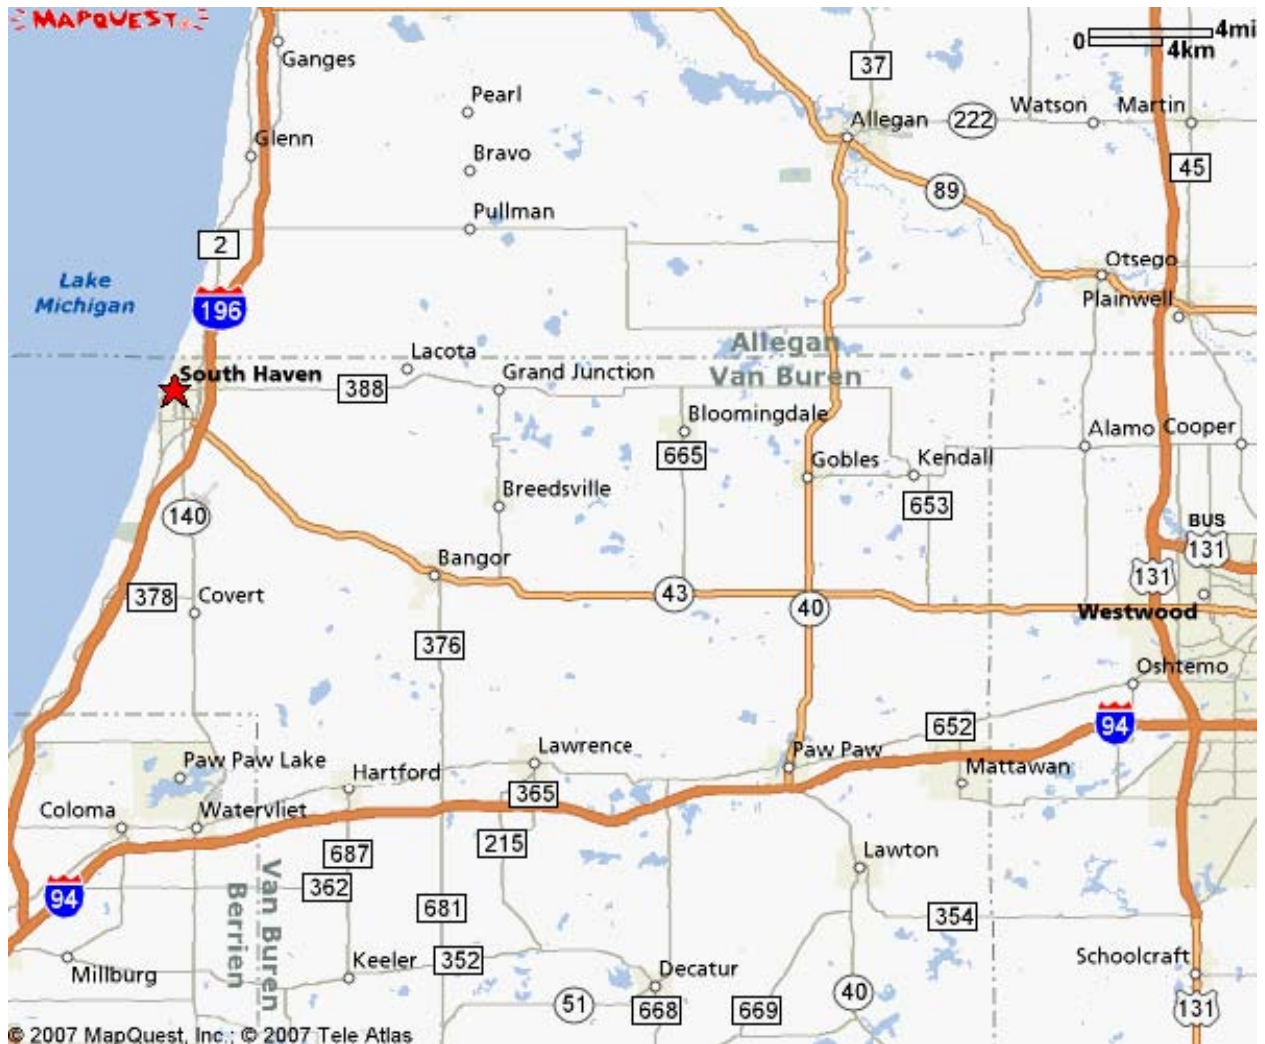 MAPQUEST
0 4mi
4km
Ganges
37
Pearl
Allegan
222
Watson
Martin
Glenn
Bravo
45
89
Pullman
2
Otsego
Lake
Michigan
Plainwell
196
Allegan
Lacota
Van Buren
South Haven
388
Grand Junction
Bloomingdale
Alamo
Cooper
665
Gobles
Kendall
Breedsville
653
140
BUS
131
Bangor
131
378
Covert
43
40
Westwood
376
Oshtemo
652
94
Lawrence
Paw Paw
Paw Paw Lake
Hartford
Mattawan
365
Coloma
Watervliet
215
687
Lawton
362
94
Van Buren
Berrien
681
354
Keeler
352
Decatur
Schoolcraft
Millburg
51
668
669
40
131
© 2007 MapQuest, Inc.; © 2007 Tele Atlas